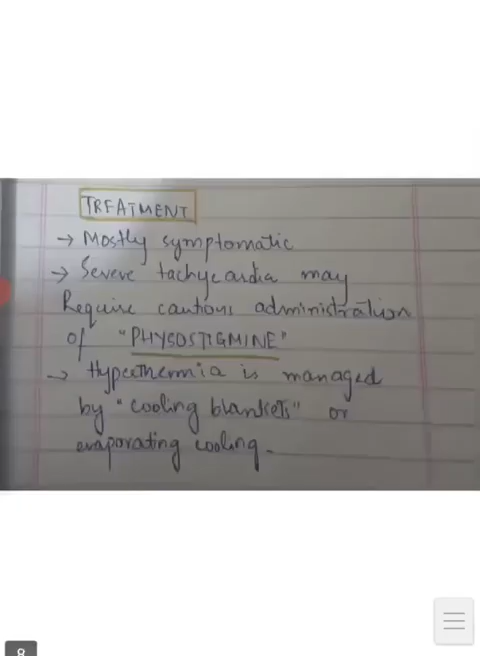 TREATMENT
→ Mostly symptomatic
→ Severe tachycardia may
Require cautious administration
of "PHYSOSTIGMINE"
→ Hyperthermia is managed
by "cooling blankets" or
evaporating cooling.
8